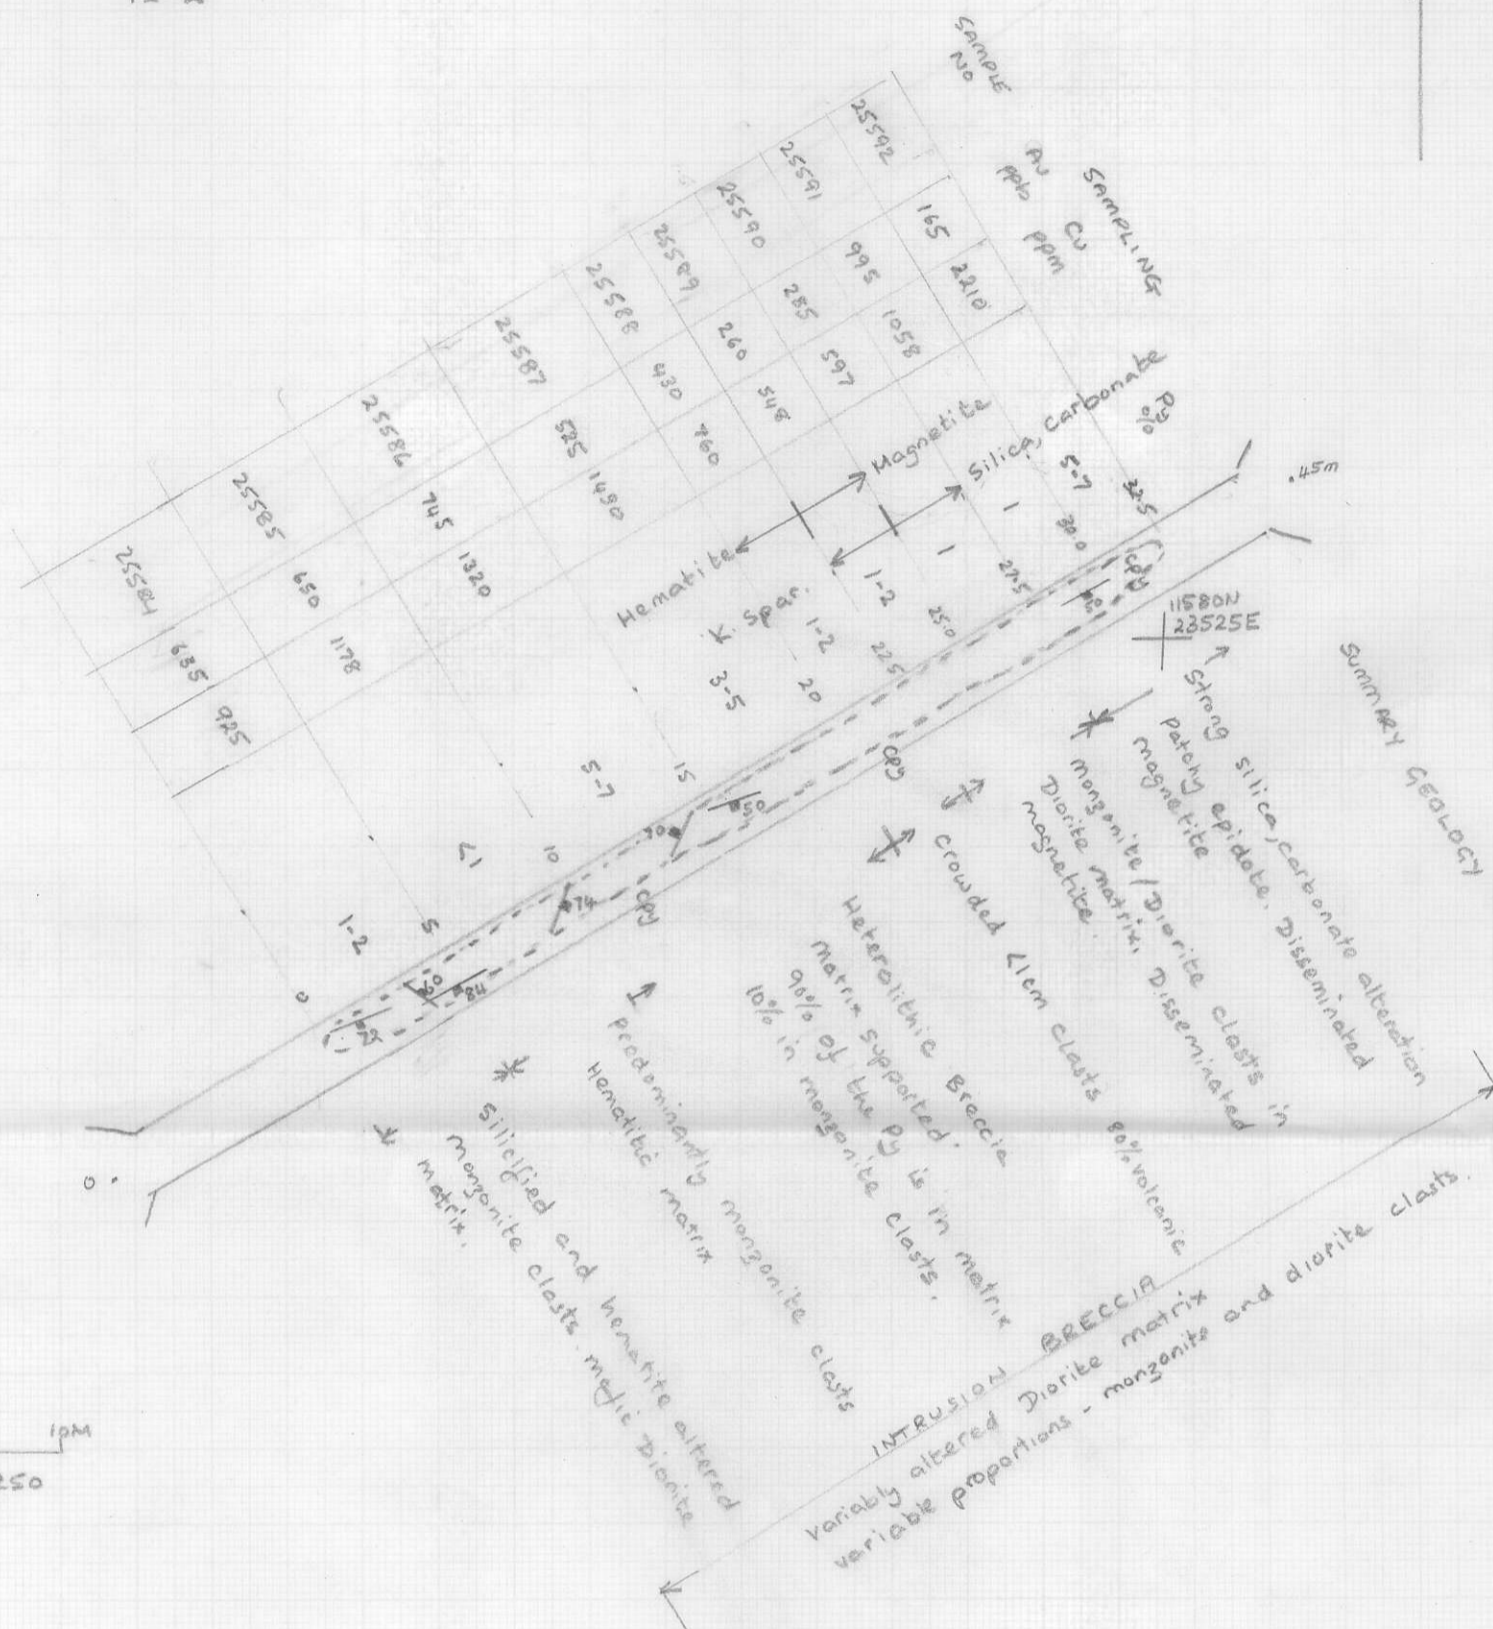 SAMPLE
NO
SAMPLING
Au Cu
ppb ppm
25592 165 2210
25591 995 1058
25590 285 597
25589 260 548
25588 430 760
25587 525 1490
25586 745 1320
25585 650 1178
25584 635 925
Py
%
Silica, carbonate
Magnetite
Hematite
K. Spar.
5-7
1
1
1-2
1-2
3-5
5-7
<1
1-2
32.5
30.0
27.5
25.0
22.5
20
15
10
5
0
.45m
0.
cpy
cpy
cpy
70
74
60
84
11580N
23525E
SUMMARY GEOLOGY
Strong silica, carbonate alteration
patchy epidote. Disseminated
magnetite
monzonite/Diorite clasts in
Diorite matrix. Disseminated
magnetite.
crowded <1cm clasts 80% volcanic
Heterolithic Breccia
matrix supported.
90% of the py is in matrix
10% in monzonite clasts.
Predominantly monzonite clasts
Hematitic matrix
Silicified and hematite altered
monzonite clasts. mafic Diorite
matrix.
INTRUSION BRECCIA
Variably altered Diorite matrix
variable proportions - monzonite and diorite clasts.
10M
250